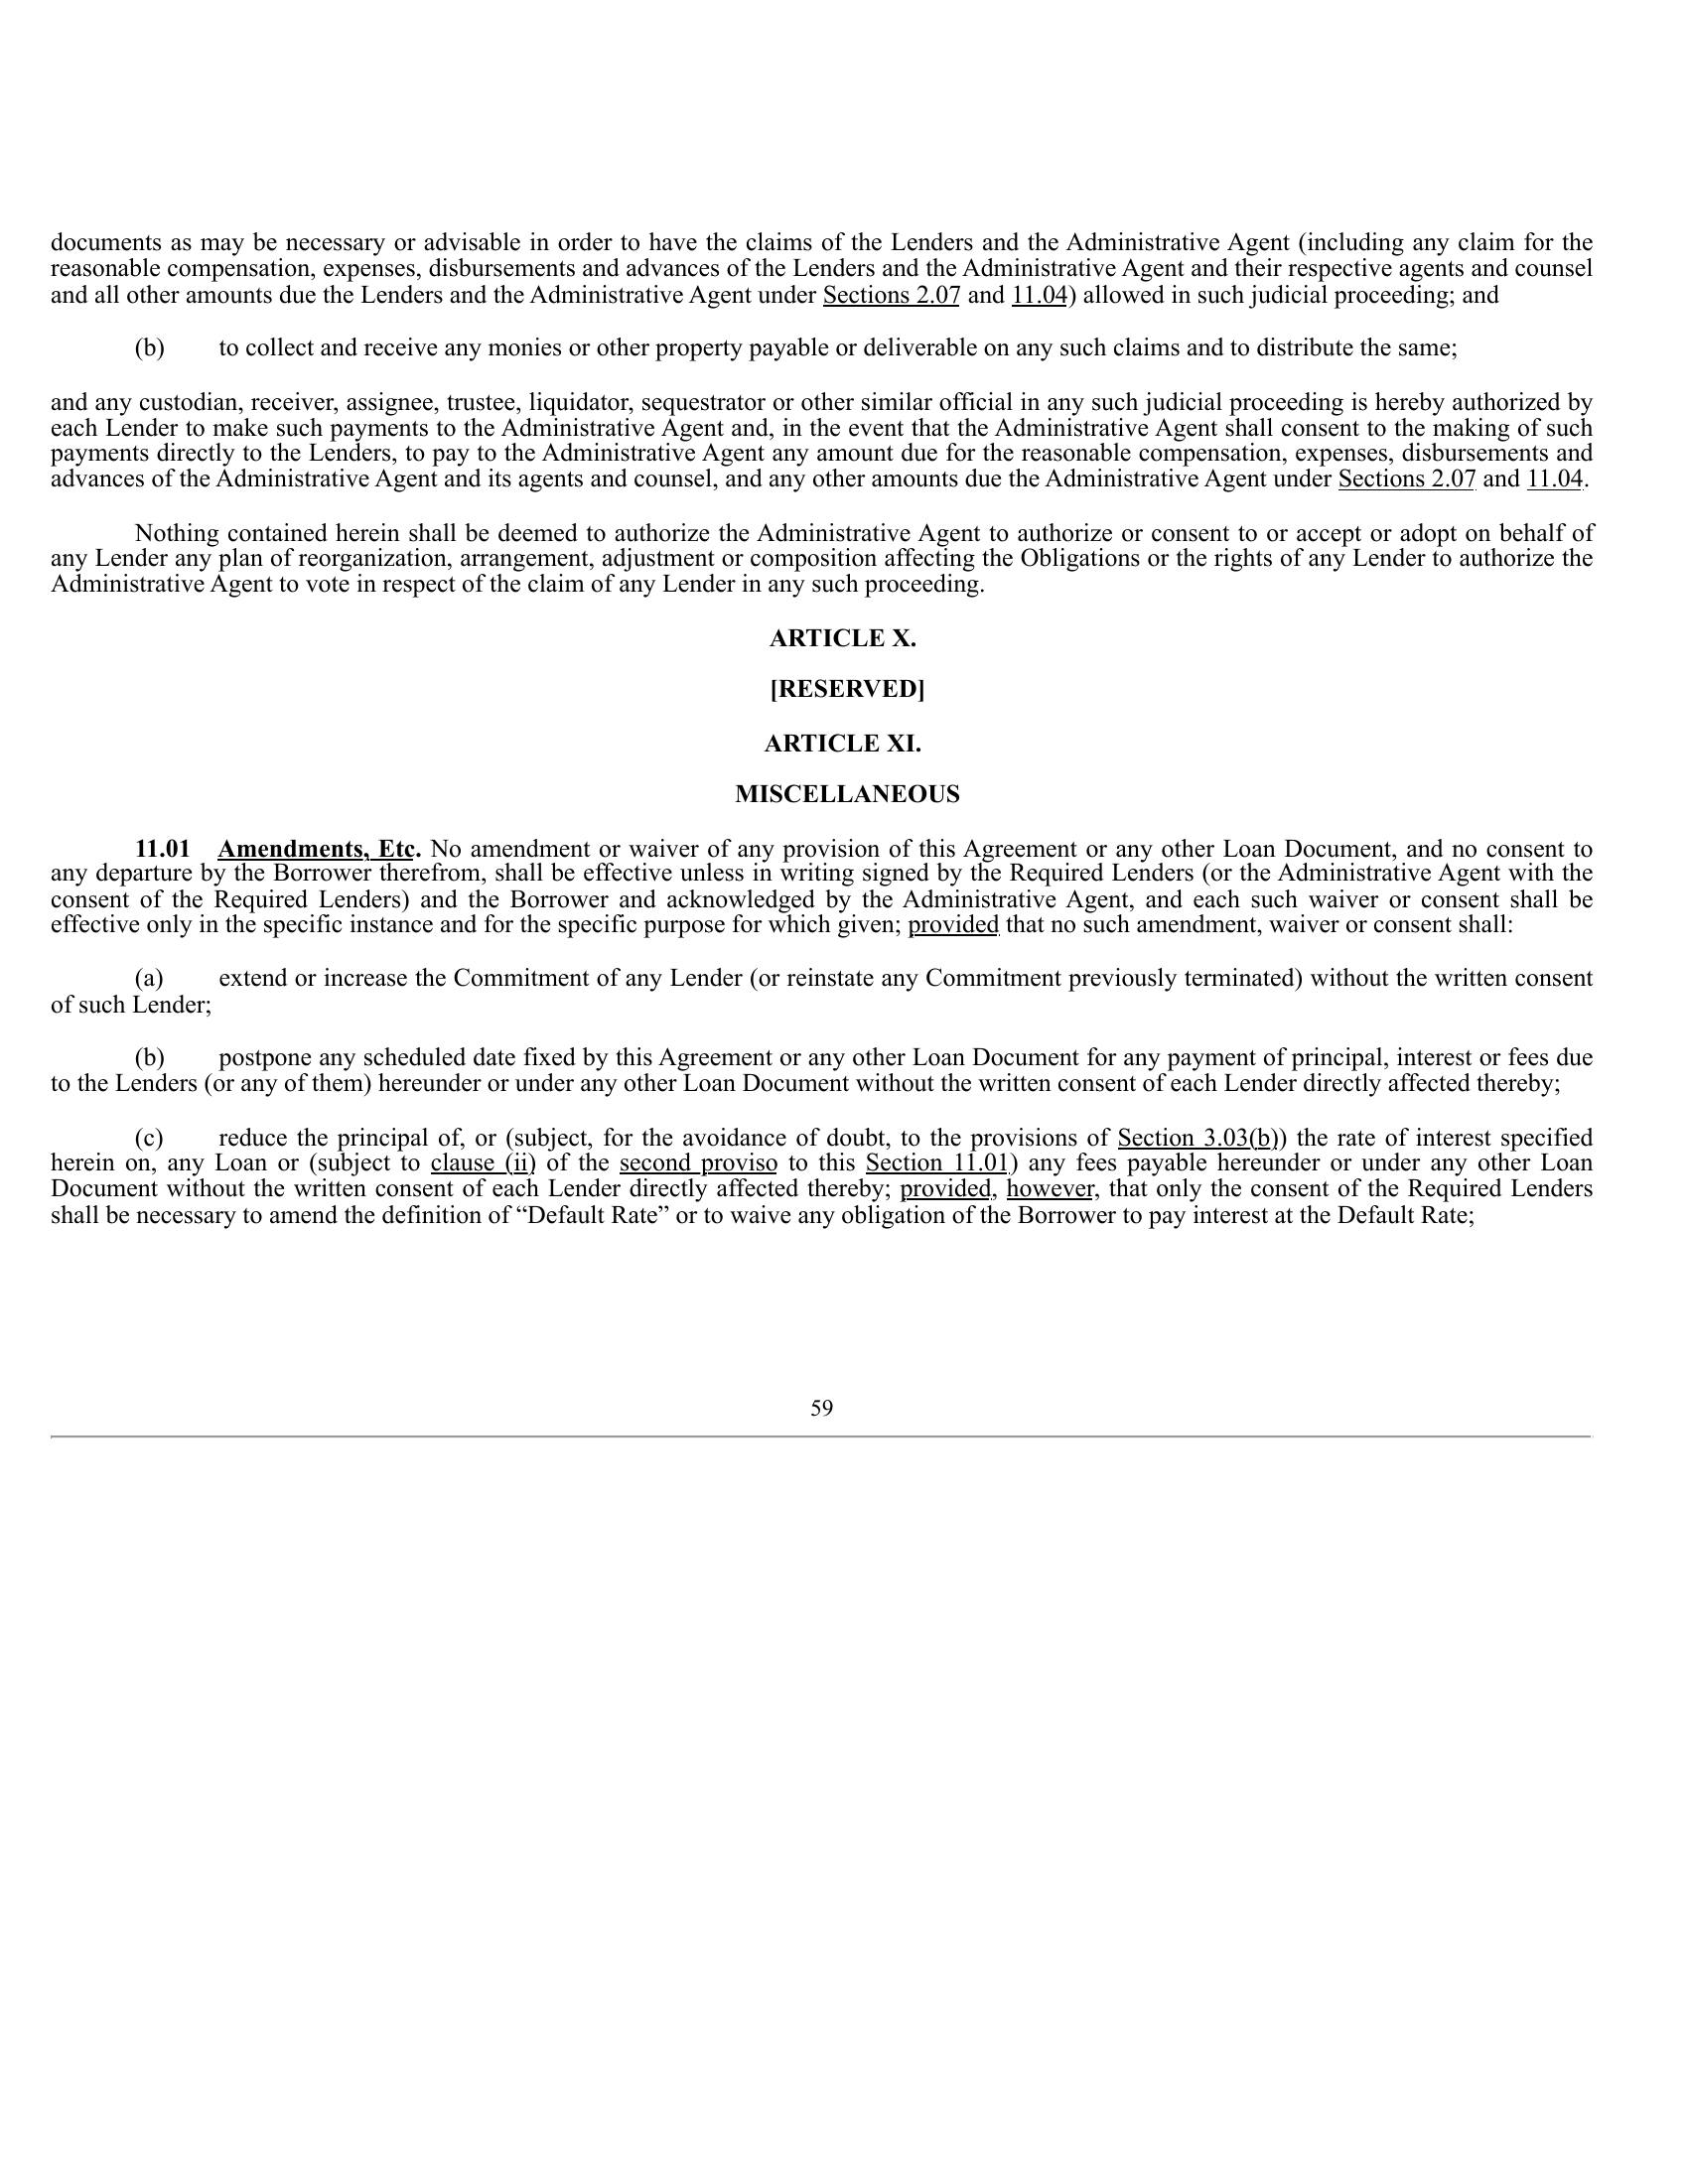 documents as may be necessary or advisable in order to have the claims of the Lenders and the Administrative Agent (including any claim for the
reasonable compensation, expenses, disbursements and advances of the Lenders and the Administrative Agent and their respective agents and counsel
and all other amounts due the Lenders and the Administrative Agent under Sections 2.07 and 11.04) allowed in such judicial proceeding; and
(b) to collect and receive any monies or other property payable or deliverable on any such claims and to distribute the same;
and any custodian, receiver, assignee, trustee, liquidator, sequestrator or other similar official in any such judicial proceeding is hereby authorized by
each Lender to make such payments to the Administrative Agent and, in the event that the Administrative Agent shall consent to the making of such
payments directly to the Lenders, to pay to the Administrative Agent any amount due for the reasonable compensation, expenses, disbursements and
advances of the Administrative Agent and its agents and counsel, and any other amounts due the Administrative Agent under Sections 2.07 and 11.04.
Nothing contained herein shall be deemed to authorize the Administrative Agent to authorize or consent to or accept or adopt on behalf of
any Lender any plan of reorganization, arrangement, adjustment or composition affecting the Obligations or the rights of any Lender to authorize the
Administrative Agent to vote in respect of the claim of any Lender in any such proceeding.
ARTICLE X.
[RESERVED]
ARTICLE XI.
MISCELLANEOUS
11.01 Amendments, Etc. No amendment or waiver of any provision of this Agreement or any other Loan Document, and no consent to
any departure by the Borrower therefrom, shall be effective unless in writing signed by the Required Lenders (or the Administrative Agent with the
consent of the Required Lenders) and the Borrower and acknowledged by the Administrative Agent, and each such waiver or consent shall be
effective only in the specific instance and for the specific purpose for which given; provided that no such amendment, waiver or consent shall:
(a) extend or increase the Commitment of any Lender (or reinstate any Commitment previously terminated) without the written consent
of such Lender;
(b) postpone any scheduled date fixed by this Agreement or any other Loan Document for any payment of principal, interest or fees due
to the Lenders (or any of them) hereunder or under any other Loan Document without the written consent of each Lender directly affected thereby;
(c) reduce the principal of, or (subject, for the avoidance of doubt, to the provisions of Section 3.03(b)) the rate of interest specified
herein on, any Loan or (subject to clause (ii) of the second proviso to this Section 11.01) any fees payable hereunder or under any other Loan
Document without the written consent of each Lender directly affected thereby; provided, however, that only the consent of the Required Lenders
shall be necessary to amend the definition of “Default Rate” or to waive any obligation of the Borrower to pay interest at the Default Rate;
59